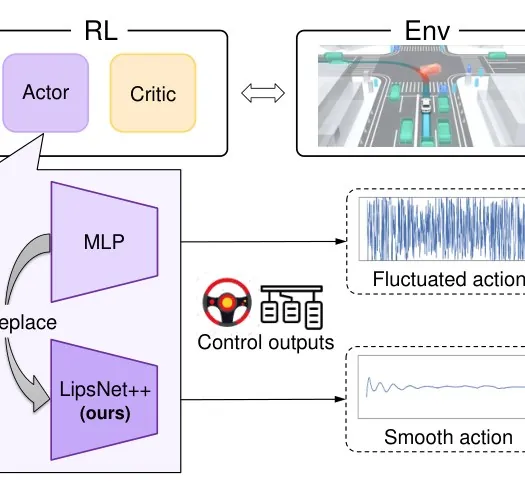 RL
Env
Actor
Critic
MLP
eplace
LipsNet++
(ours)
Control outputs
Fluctuated action
Smooth action